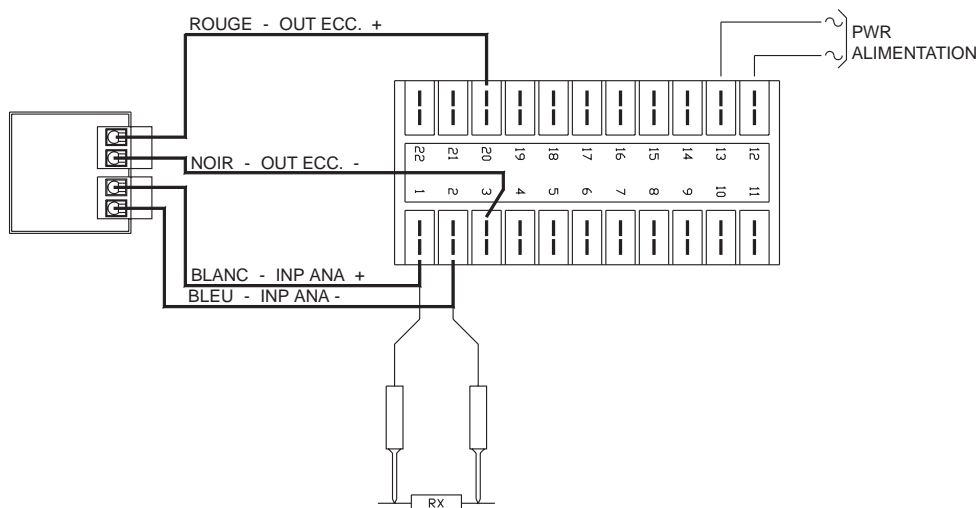 ROUGE - OUT ECC. +
PWR
ALIMENTATION
NOIR - OUT ECC. -
22 21 20 19 18 17 16 15 14 13 12
1 2 3 4 5 6 7 8 9 10 11
BLANC - INP ANA +
BLEU - INP ANA -
RX